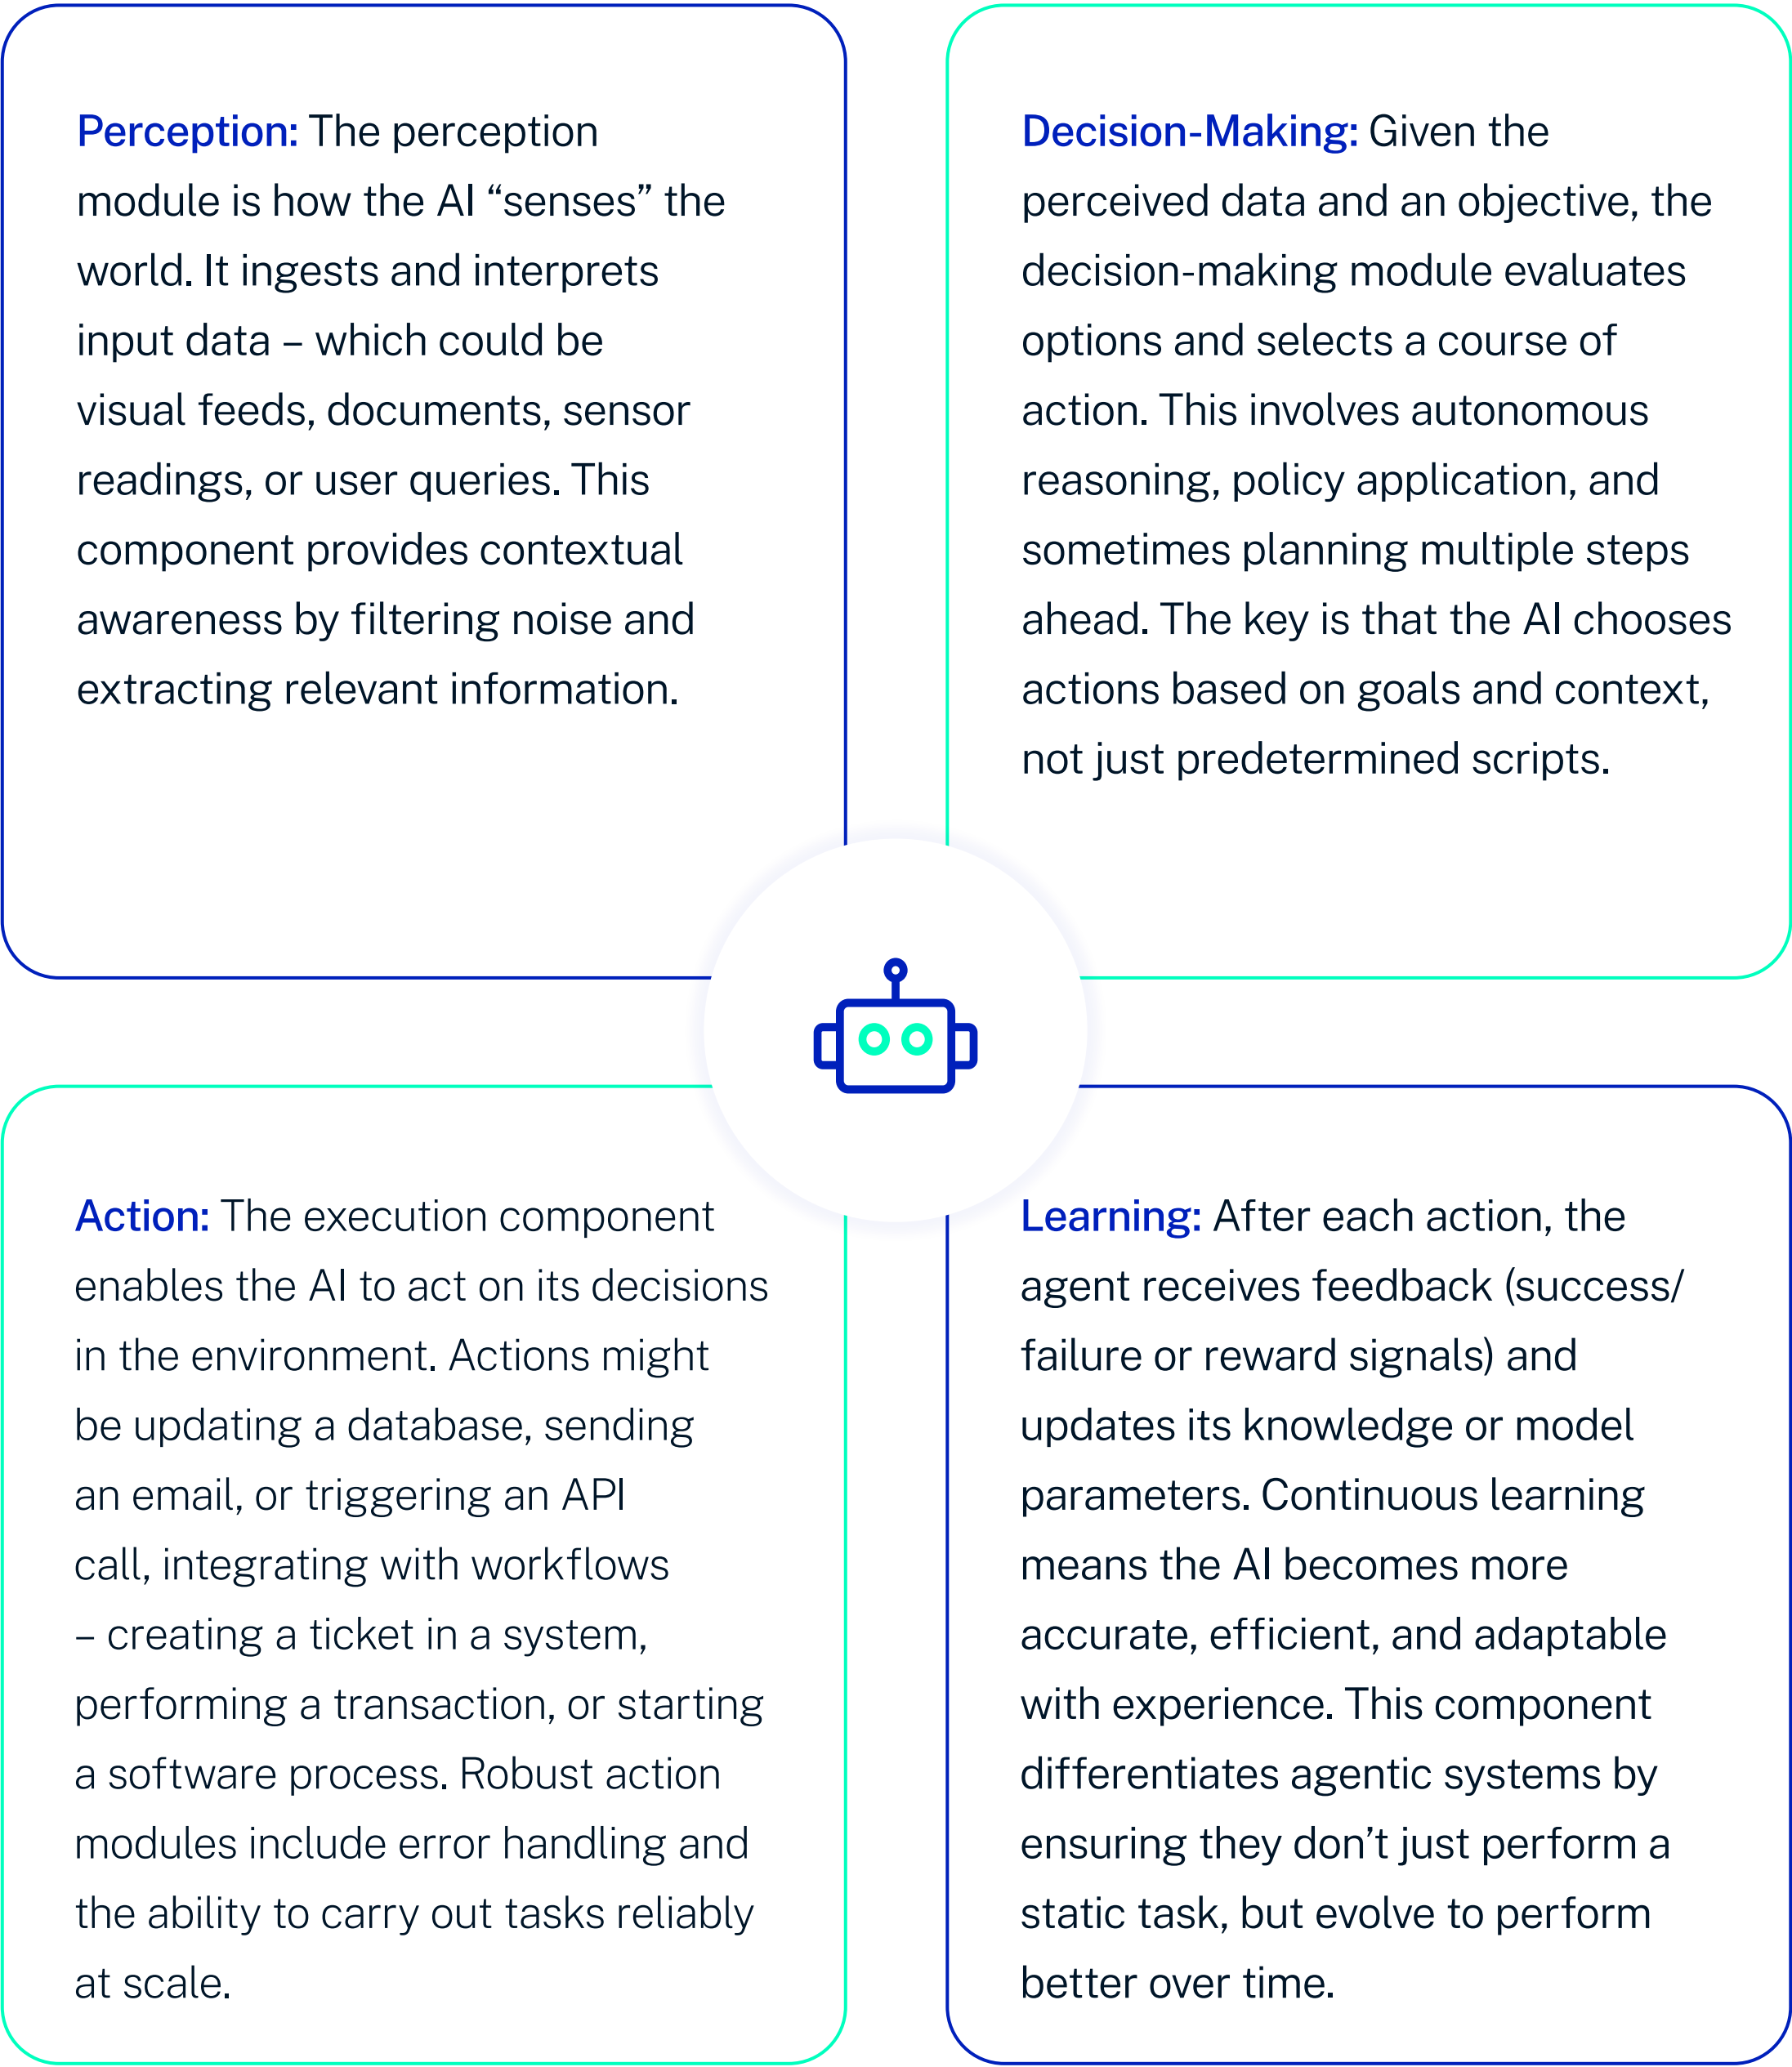 Perception: The perception
module is how the AI “senses” the
world. It ingests and interprets
input data – which could be
visual feeds, documents, sensor
readings, or user queries. This
component provides contextual
awareness by filtering noise and
extracting relevant information.
Decision-Making: Given the
perceived data and an objective, the
decision-making module evaluates
options and selects a course of
action. This involves autonomous
reasoning, policy application, and
sometimes planning multiple steps
ahead. The key is that the AI chooses
actions based on goals and context,
not just predetermined scripts.
Action: The execution component
enables the AI to act on its decisions
in the environment. Actions might
be updating a database, sending
an email, or triggering an API
call, integrating with workflows
– creating a ticket in a system,
performing a transaction, or starting
a software process. Robust action
modules include error handling and
the ability to carry out tasks reliably
at scale.
Learning: After each action, the
agent receives feedback (success/
failure or reward signals) and
updates its knowledge or model
parameters. Continuous learning
means the AI becomes more
accurate, efficient, and adaptable
with experience. This component
differentiates agentic systems by
ensuring they don’t just perform a
static task, but evolve to perform
better over time.